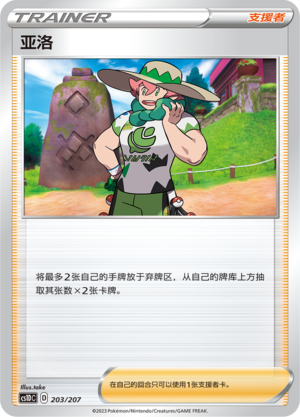 TRAINER
支援者
亚洛
将最多2张自己的手牌放于弃牌区，从自己的牌库上方抽
取其张数×2张卡牌。
Illus.take
CS1DC D 203/207
在自己的回合只可以使用1张支援者卡。
©2023 Pokémon/Nintendo/Creatures/GAME FREAK.